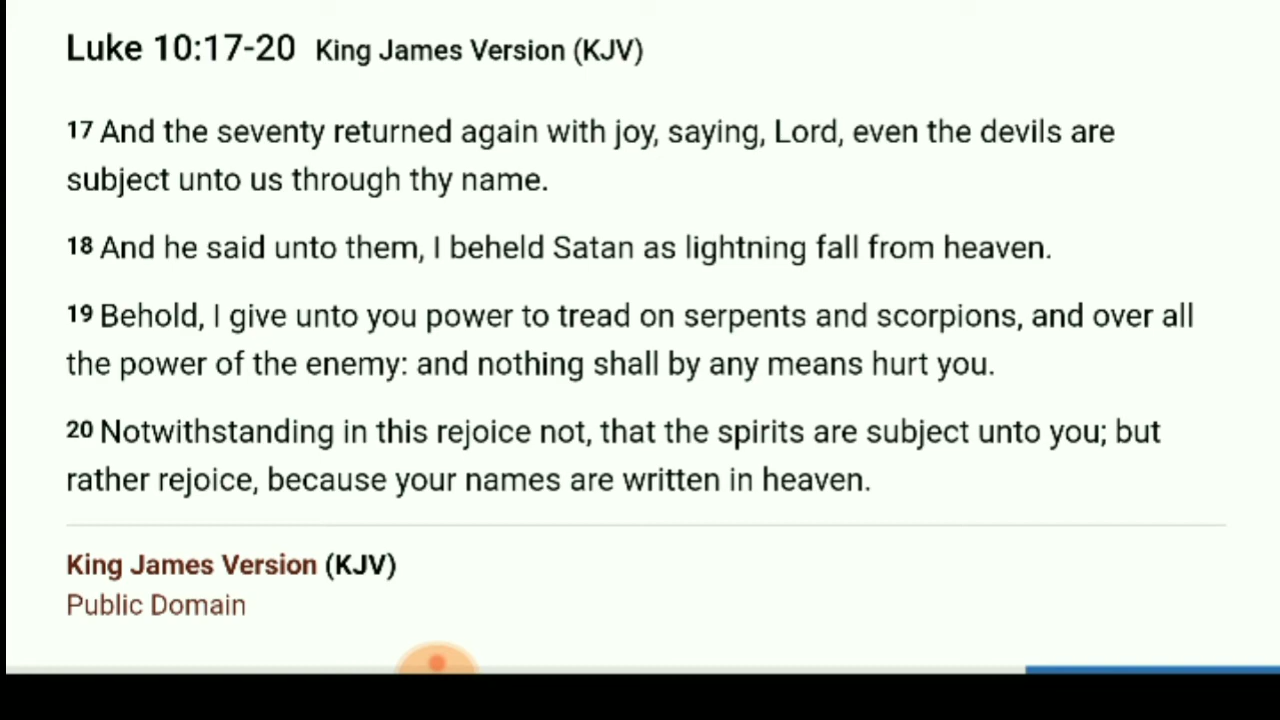 Luke 10:17-20 King James Version (KJV)
17 And the seventy returned again with joy, saying, Lord, even the devils are
subject unto us through thy name.
18 And he said unto them, I beheld Satan as lightning fall from heaven.
19 Behold, I give unto you power to tread on serpents and scorpions, and over all
the power of the enemy: and nothing shall by any means hurt you.
20 Notwithstanding in this rejoice not, that the spirits are subject unto you; but
rather rejoice, because your names are written in heaven.
King James Version (KJV)
Public Domain